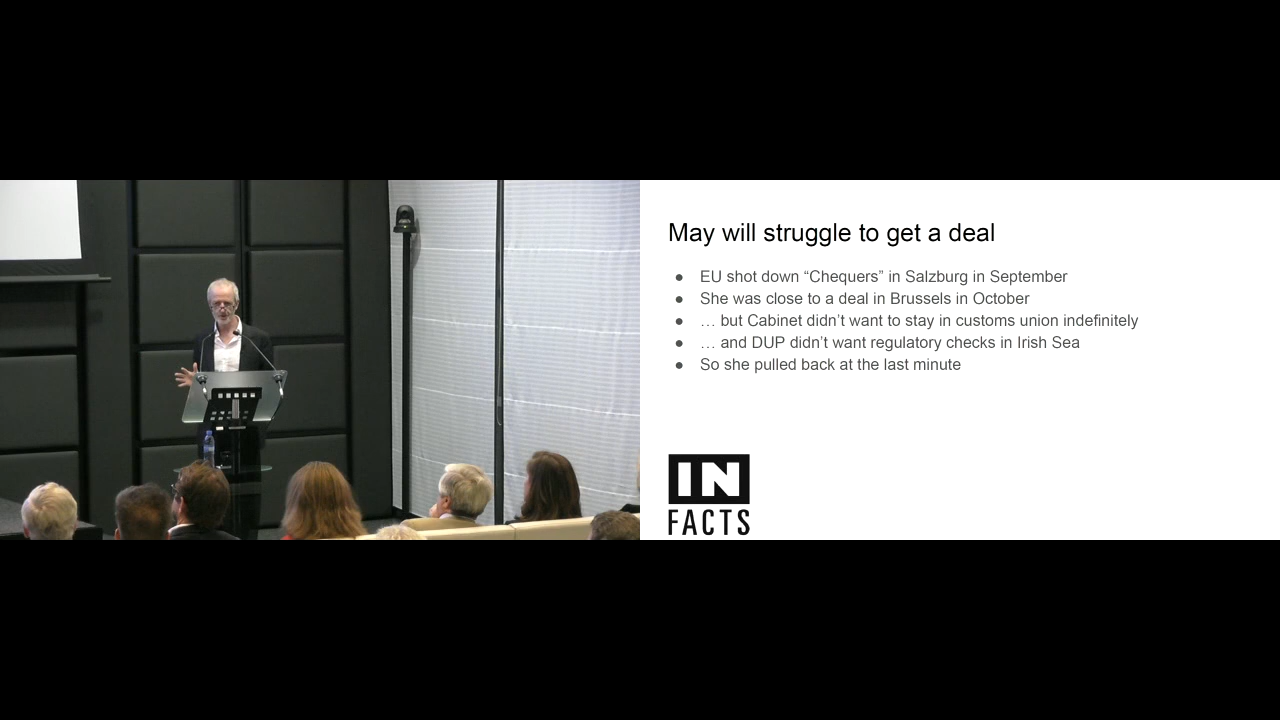 May will struggle to get a deal
● EU shot down “Chequers” in Salzburg in September
● She was close to a deal in Brussels in October
● … but Cabinet didn’t want to stay in customs union indefinitely
● … and DUP didn’t want regulatory checks in Irish Sea
● So she pulled back at the last minute
IN
FACTS